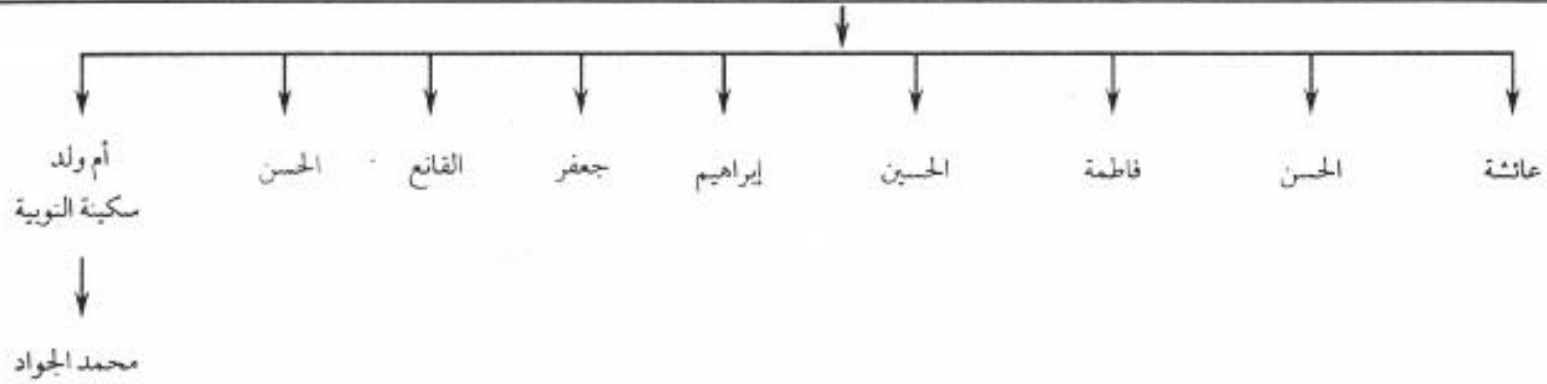 عائشة
الحسن
فاطمة
الحسين
إبراهيم
جعفر
القانع
الحسن
أم ولد
سكينة النوبية
محمد الجواد